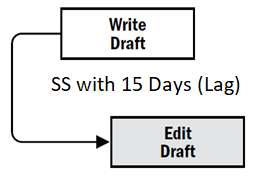 Write
Draft
SS with 15 Days (Lag)
Edit
Draft